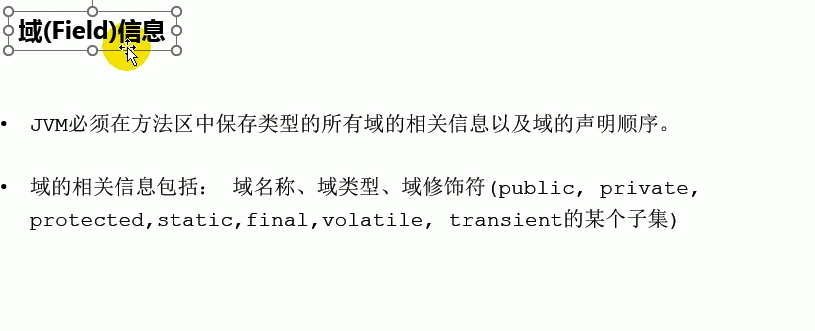 域(Field)信息
• JVM必须在方法区中保存类型的所有域的相关信息以及域的声明顺序。
• 域的相关信息包括： 域名称、域类型、域修饰符(public, private,
protected,static,final,volatile, transient的某个子集)